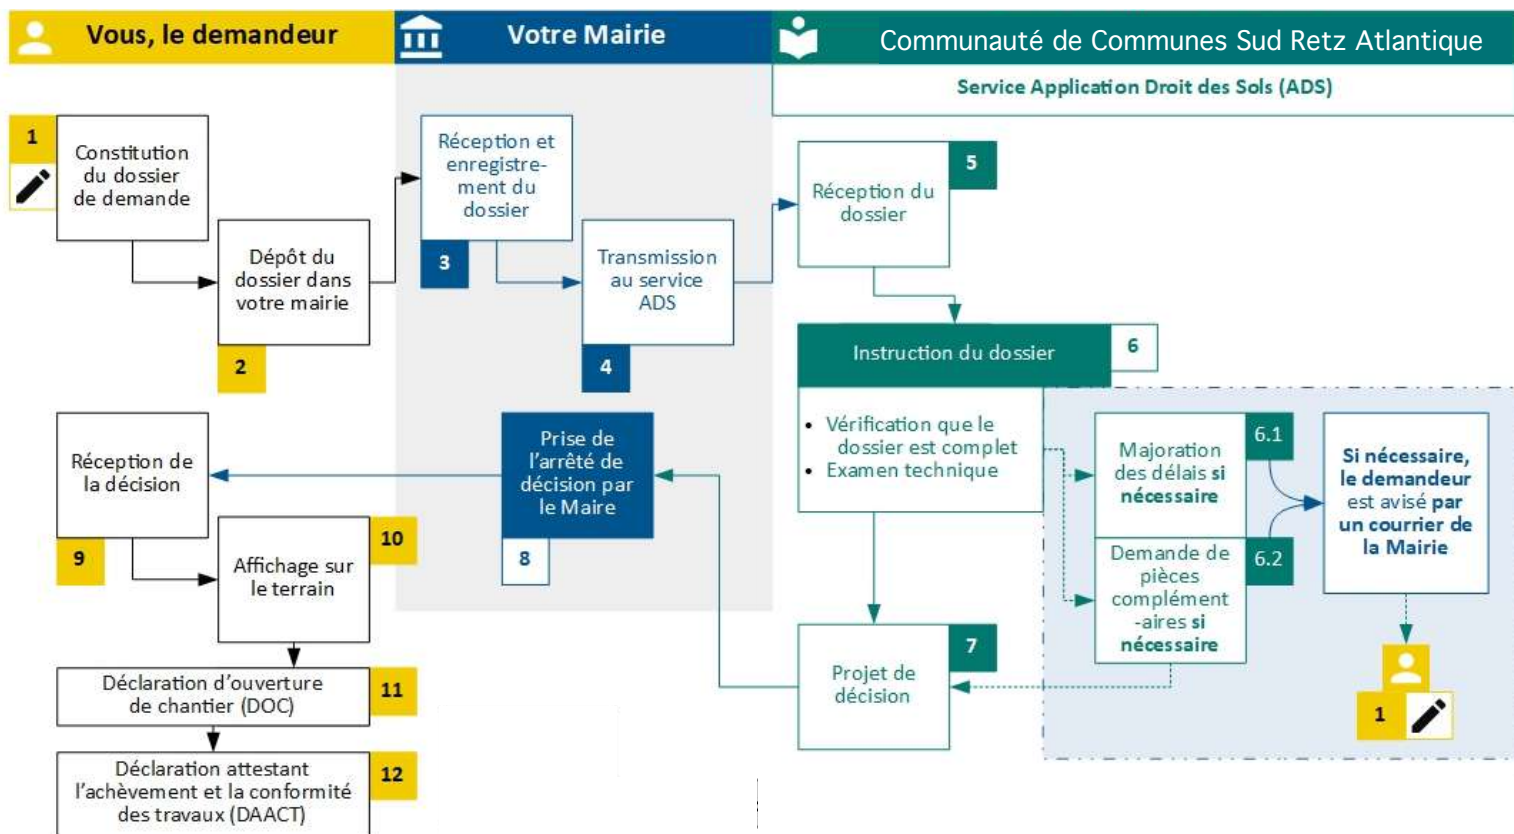 Vous, le demandeur
Votre Mairie
Communauté de Communes Sud Retz Atlantique
Service Application Droit des Sols (ADS)
1
Constitution
du dossier
de demande
Dépôt du
dossier dans
votre mairie
2
Réception et
enregistre-
ment du
dossier
3
Transmission
au service
ADS
4
5
Réception du
dossier
Instruction du dossier
6
• Vérification que le
dossier est complet
• Examen technique
6.1
Majoration
des délais si
nécessaire
6.2
Demande de
pièces
complément
-aires si
nécessaire
Si nécessaire,
le demandeur
est avisé par
un courrier de
la Mairie
1
7
Projet de
décision
Prise de
l'arrêté de
décision par
le Maire
8
Réception de
la décision
9
10
Affichage sur
le terrain
Déclaration d'ouverture
de chantier (DOC)
11
Déclaration attestant
l'achèvement et la conformité
des travaux (DAACT)
12